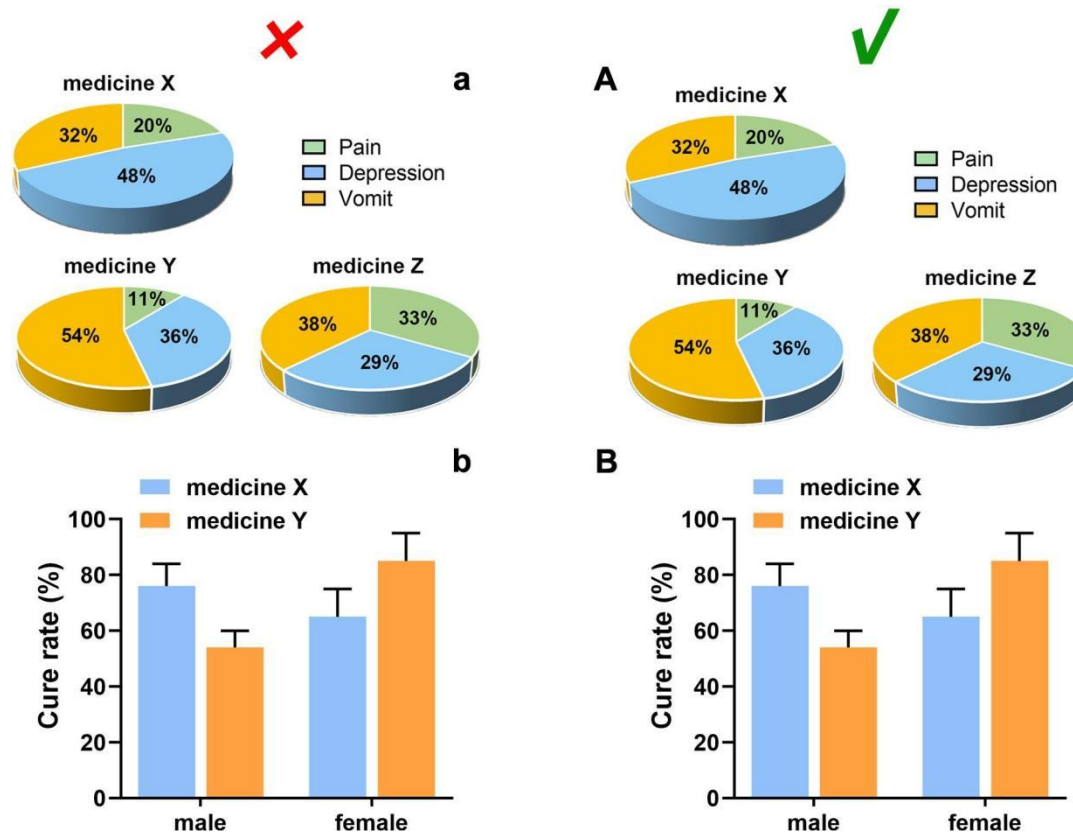 a
medicine X
32%
20%
48%
Pain
Depression
Vomit
medicine Y
11%
54%
36%
medicine Z
38%
33%
29%
b
medicine X
medicine Y
Cure rate (%)
100
80
60
40
20
0
male
female
A
medicine X
32%
20%
48%
Pain
Depression
Vomit
medicine Y
11%
54%
36%
medicine Z
38%
33%
29%
B
medicine X
medicine Y
Cure rate (%)
100
80
60
40
20
0
male
female